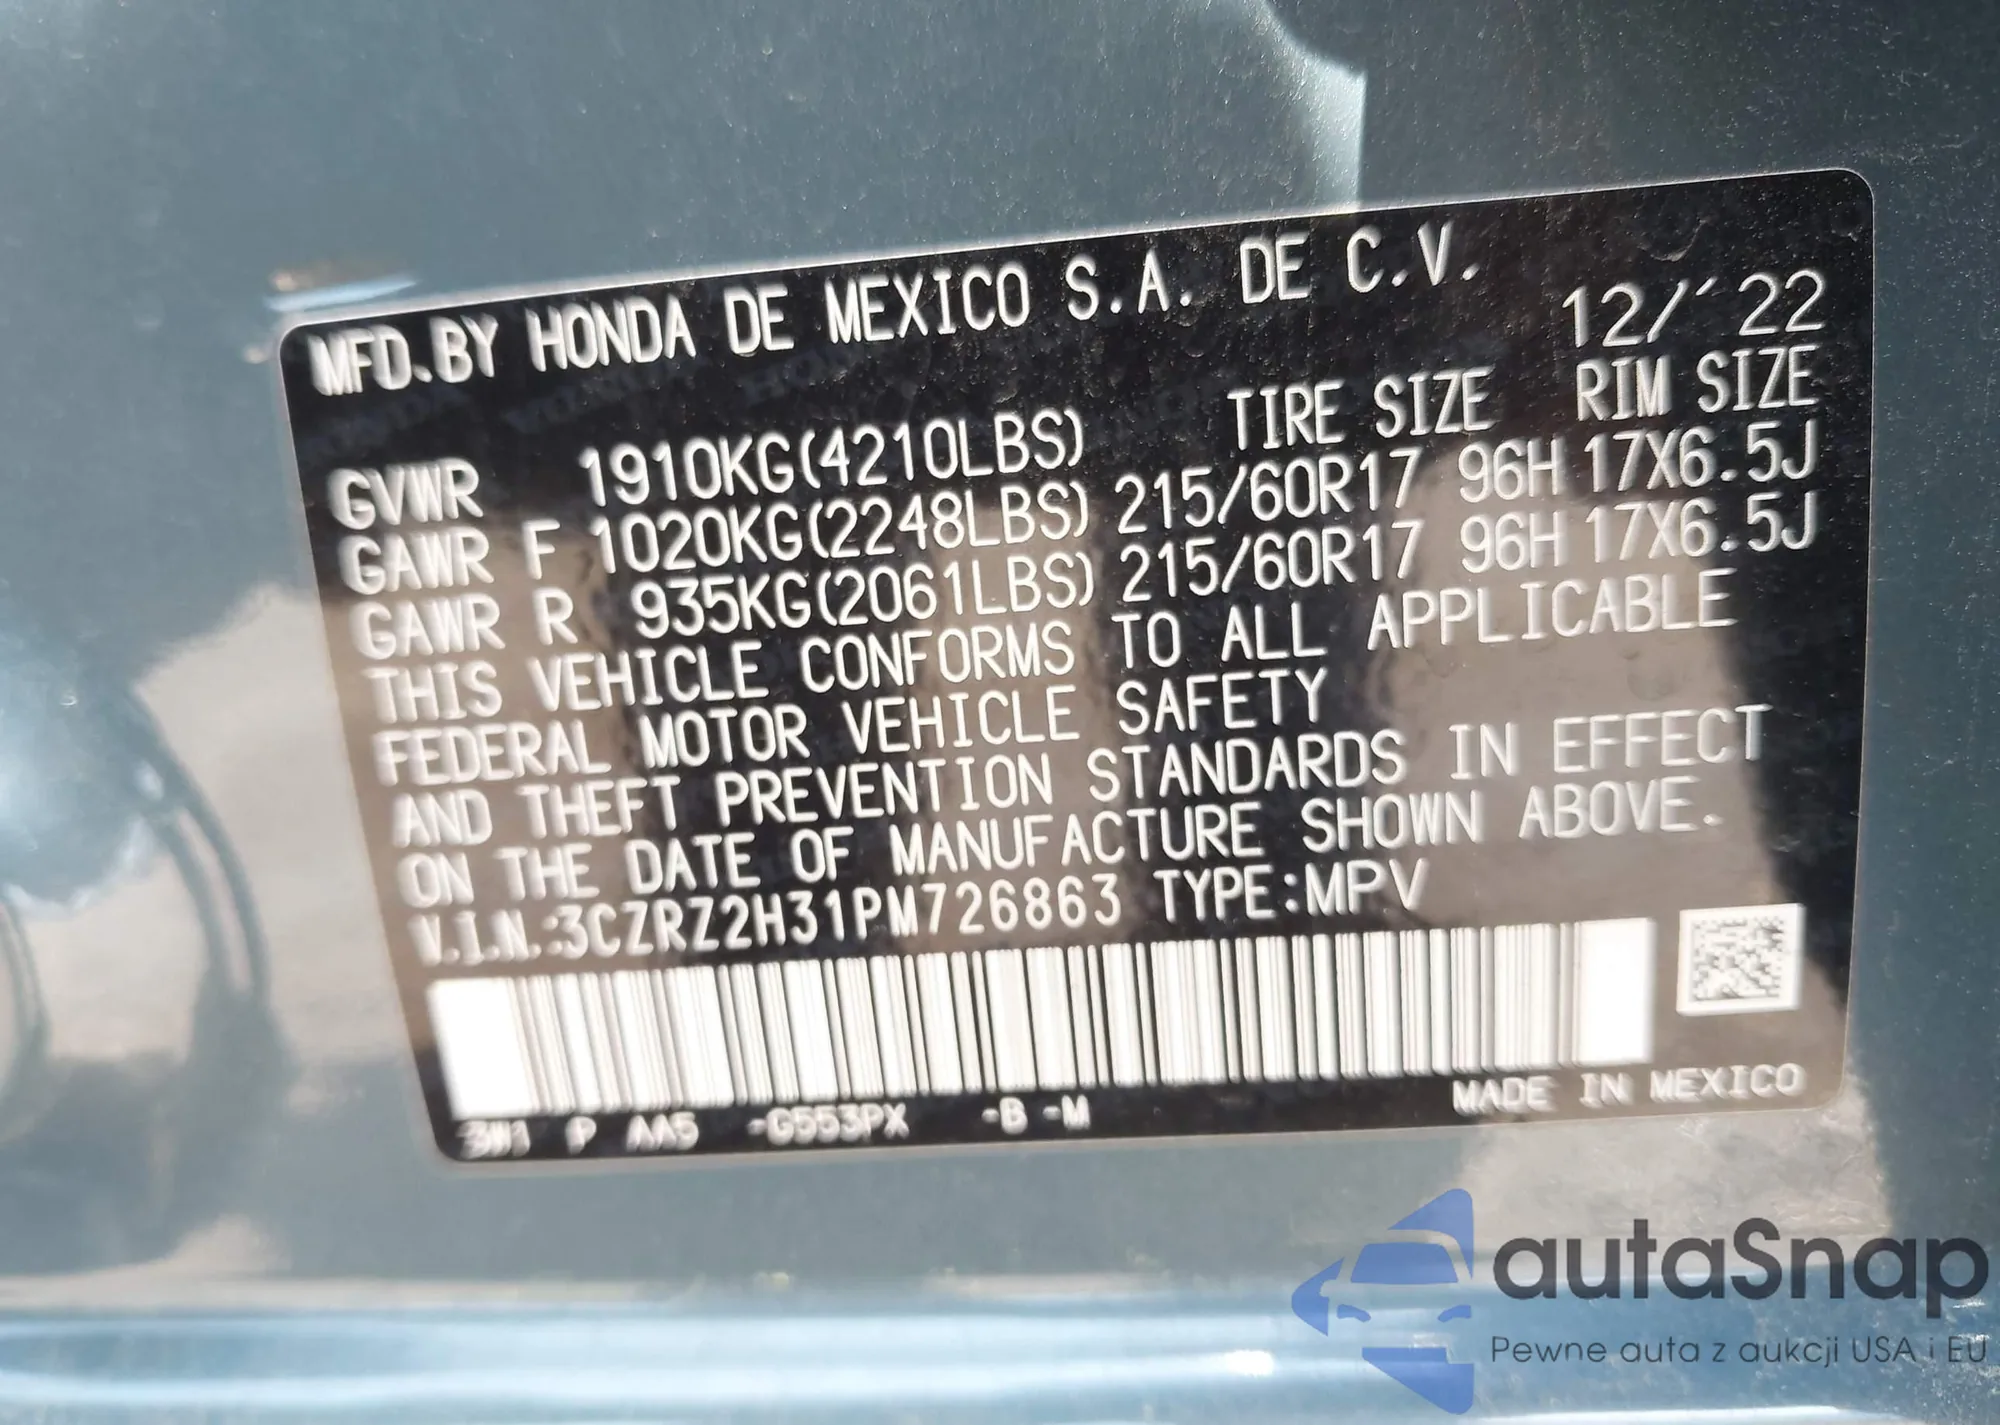 MFD.BY HONDA DE MEXICO S.A. DE C.V.
12/´22
TIRE SIZE RIM SIZE
GVWR 1910KG(4210LBS)
GAWR F 1020KG(2248LBS) 215/60R17 96H 17X6.5J
GAWR R 935KG(2061LBS) 215/60R17 96H 17X6.5J
THIS VEHICLE CONFORMS TO ALL APPLICABLE
FEDERAL MOTOR VEHICLE SAFETY
AND THEFT PREVENTION STANDARDS IN EFFECT
ON THE DATE OF MANUFACTURE SHOWN ABOVE.
V.I.N.:3CZRZ2H31PM726863 TYPE:MPV
3W1 P AA5 -G553PX -B -M
MADE IN MEXICO
autaSnap
Pewne auta z aukcji USA i EU